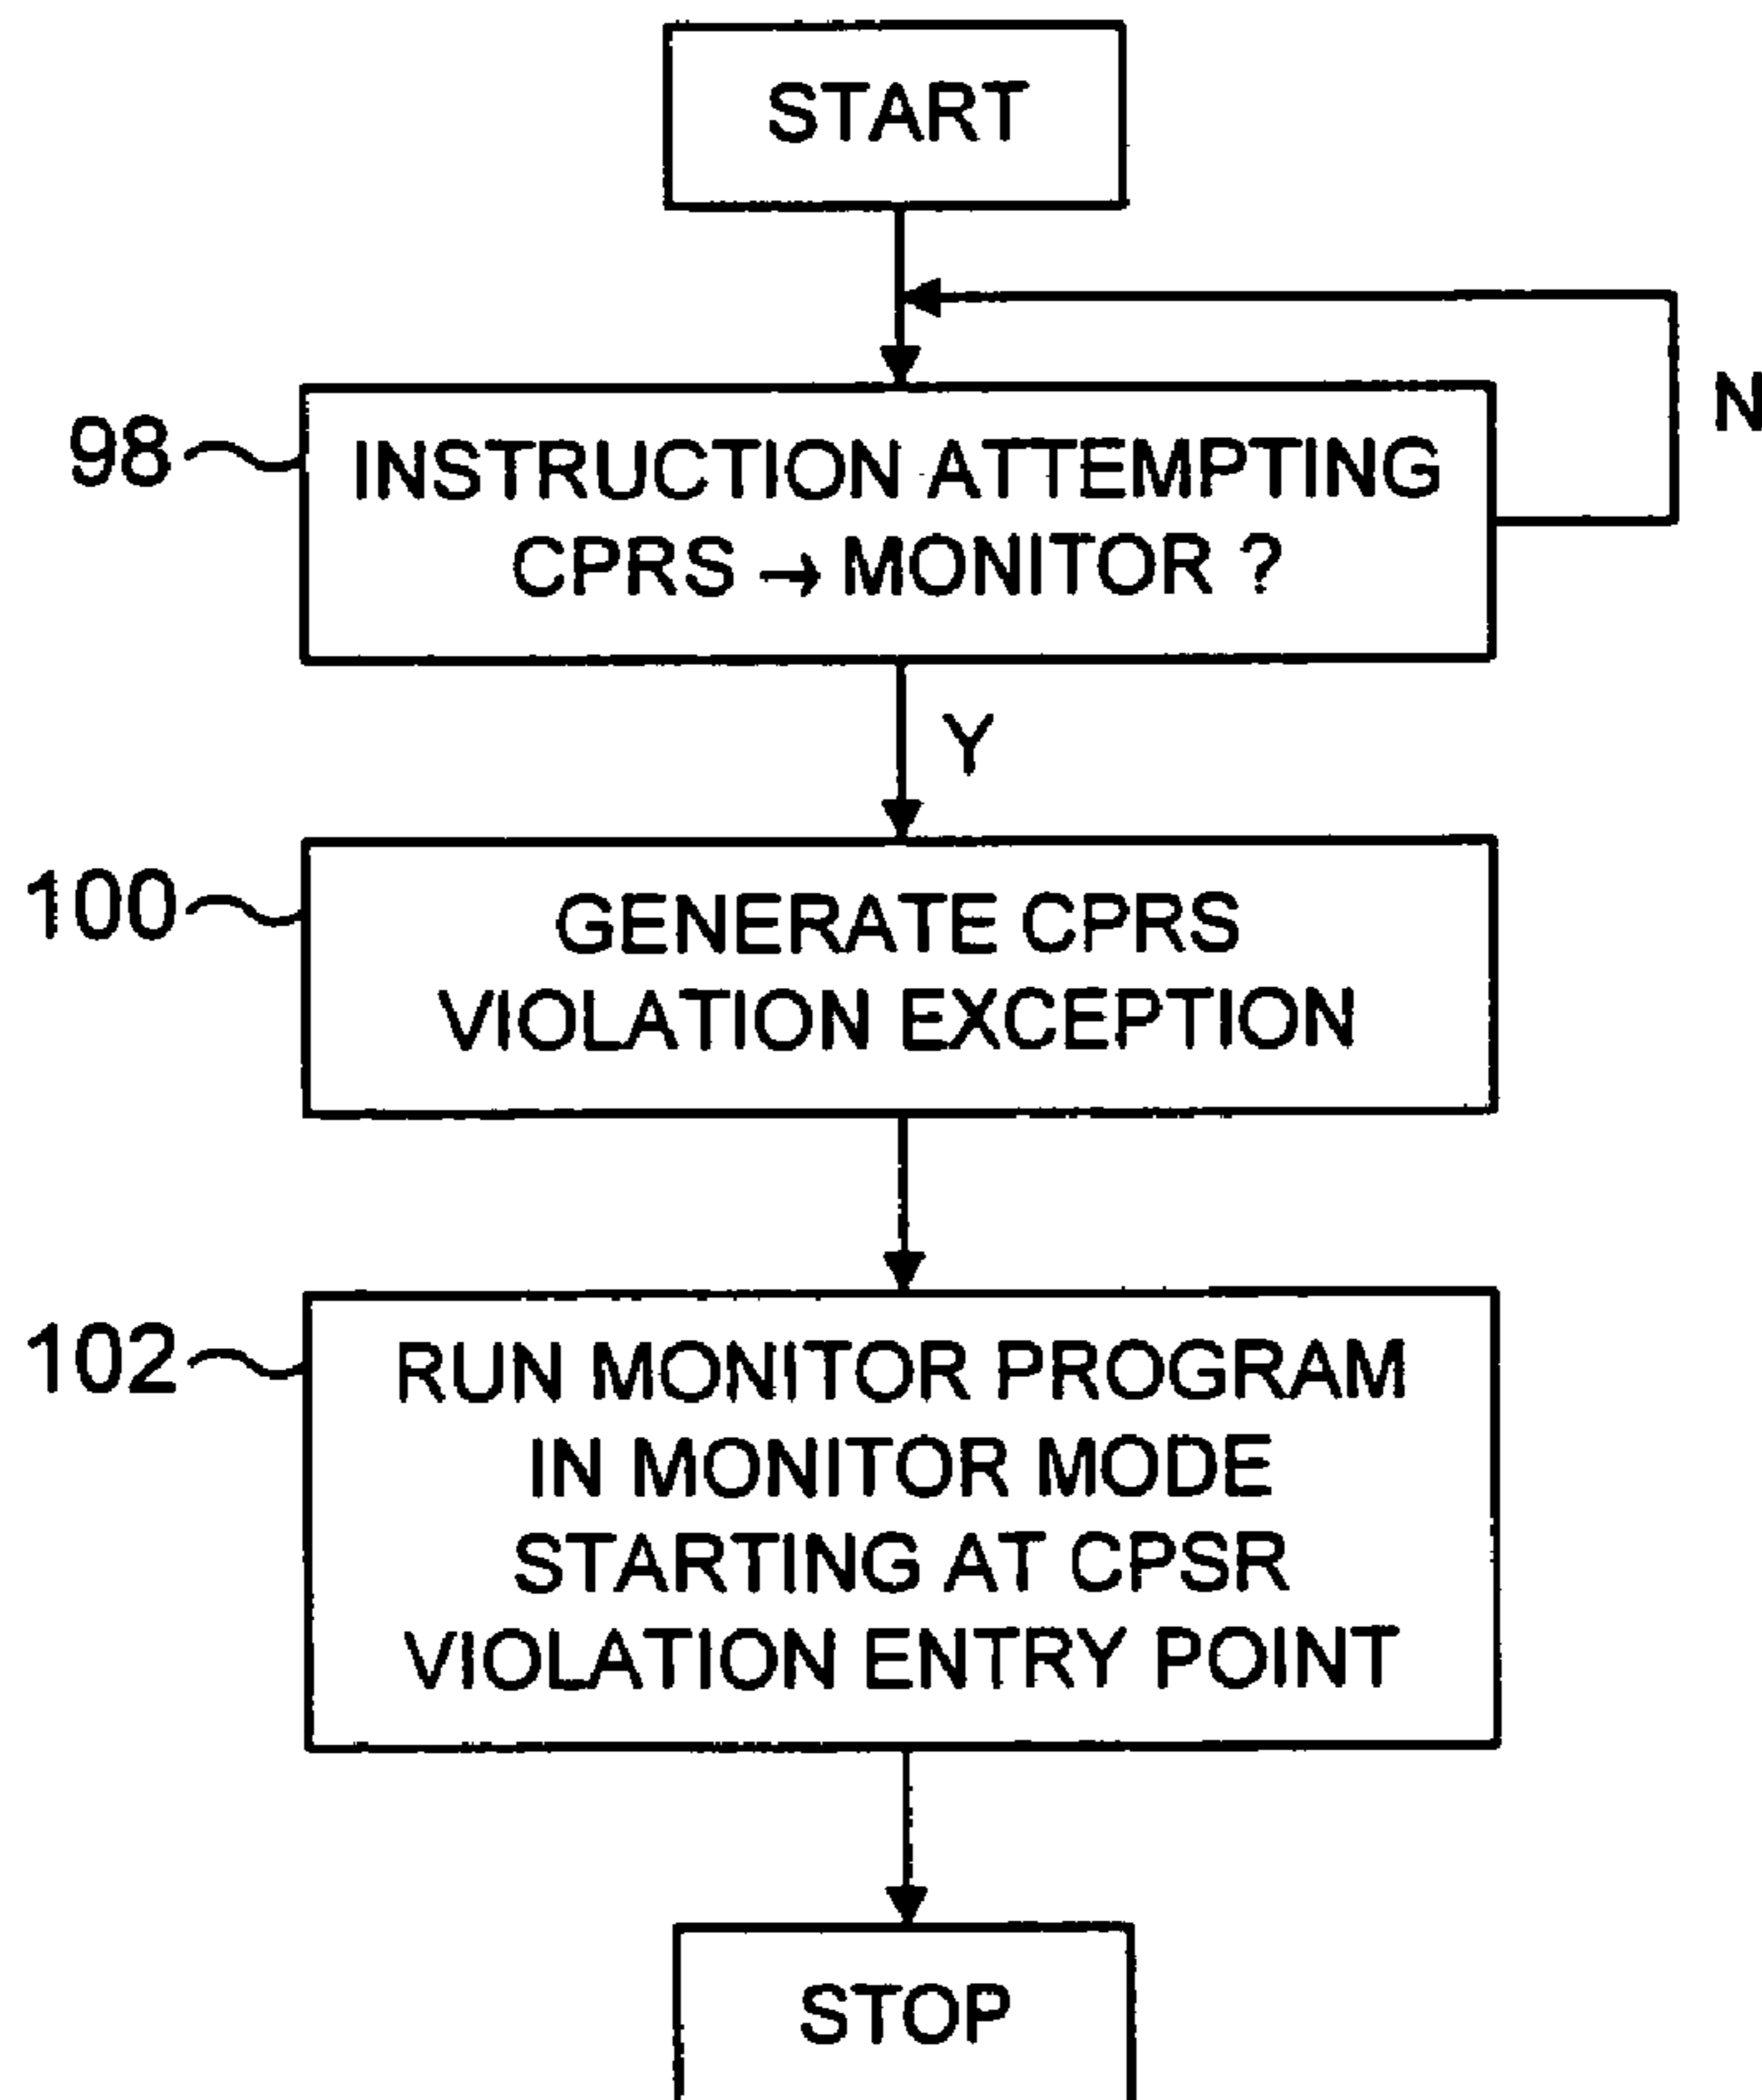 START
N
98
INSTRUCTION ATTEMPTING
CPRS → MONITOR ?
Y
100
GENERATE CPRS
VIOLATION EXCEPTION
102
RUN MONITOR PROGRAM
IN MONITOR MODE
STARTING AT CPSR
VIOLATION ENTRY POINT
STOP